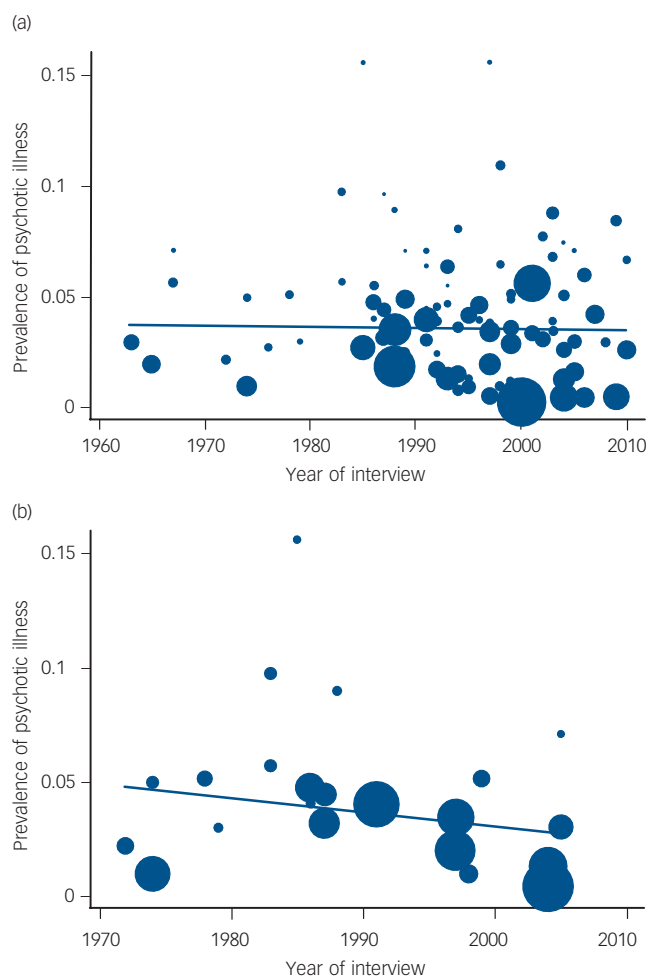 (a)
Prevalence of psychotic illness
0.15
0.1
0.05
0
1960 1970 1980 1990 2000 2010
Year of interview
(b)
Prevalence of psychotic illness
0.15
0.1
0.05
0
1970 1980 1990 2000 2010
Year of interview